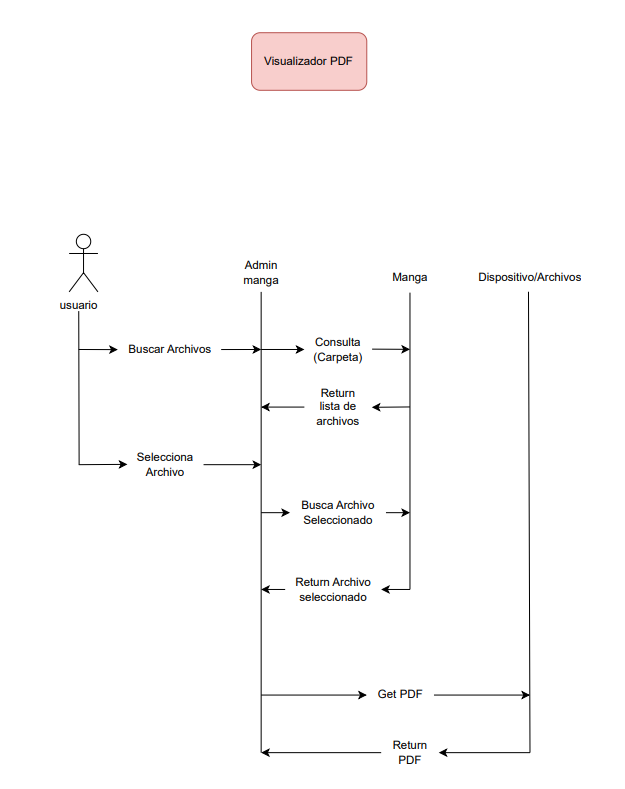 Visualizador PDF
usuario
Admin
manga
Manga
Dispositivo/Archivos
Buscar Archivos
Consulta
(Carpeta)
Return
lista de
archivos
Selecciona
Archivo
Busca Archivo
Seleccionado
Return Archivo
seleccionado
Get PDF
Return
PDF